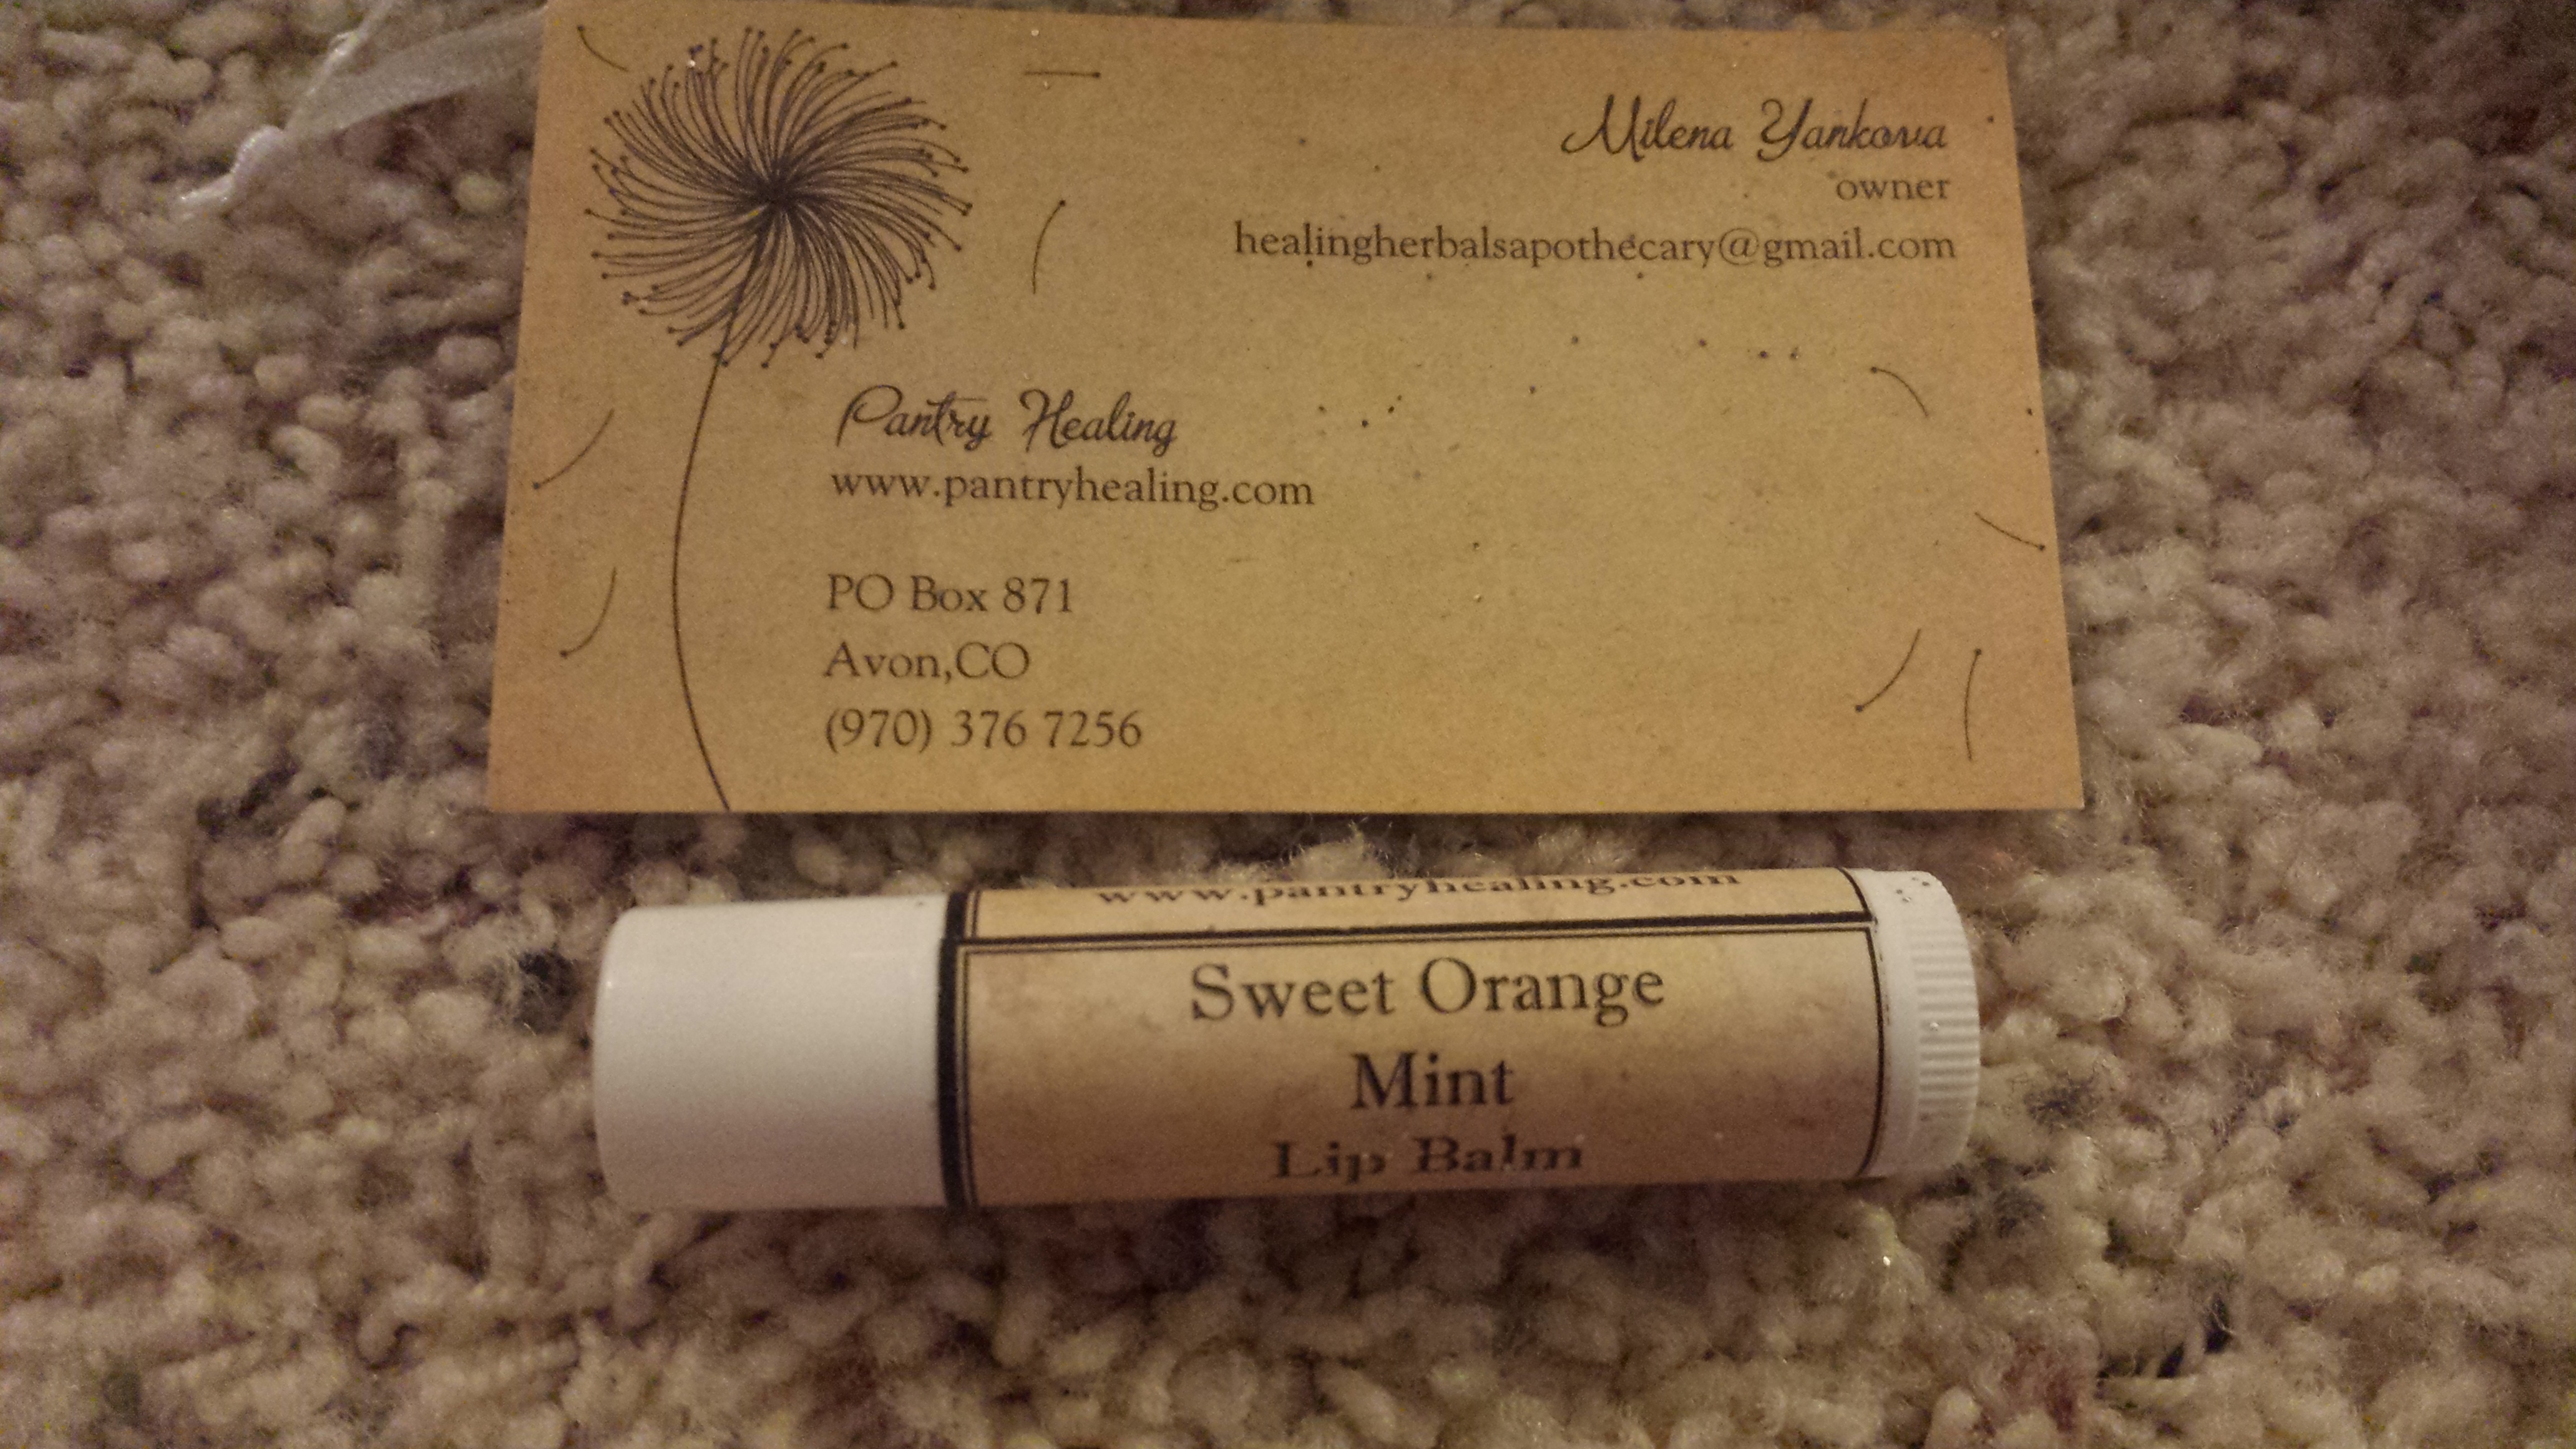 Milena Yankova
owner
healingherbalsapothecary@gmail.com
Pantry Healing
www.pantryhealing.com
PO Box 871
Avon,CO
(970) 376 7256
www.pantryhealing.com
Sweet Orange
Mint
Lip Balm